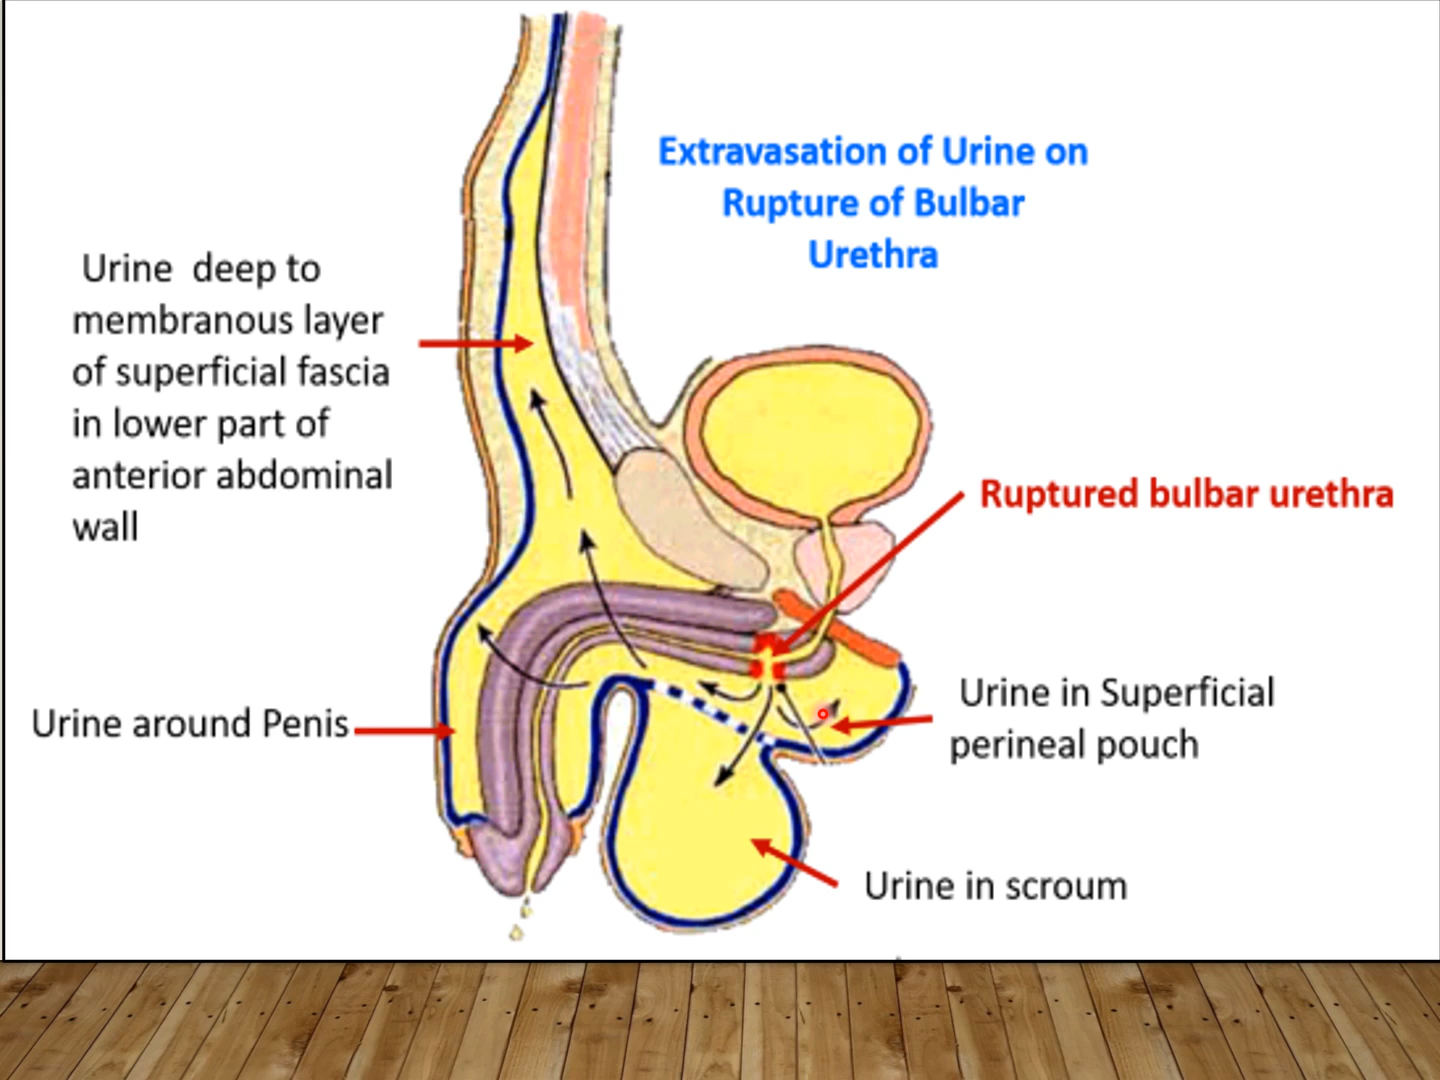 Extravasation of Urine on
Rupture of Bulbar
Urethra
Urine deep to
membranous layer
of superficial fascia
in lower part of
anterior abdominal
wall
Ruptured bulbar urethra
Urine around Penis
Urine in Superficial
perineal pouch
Urine in scroum